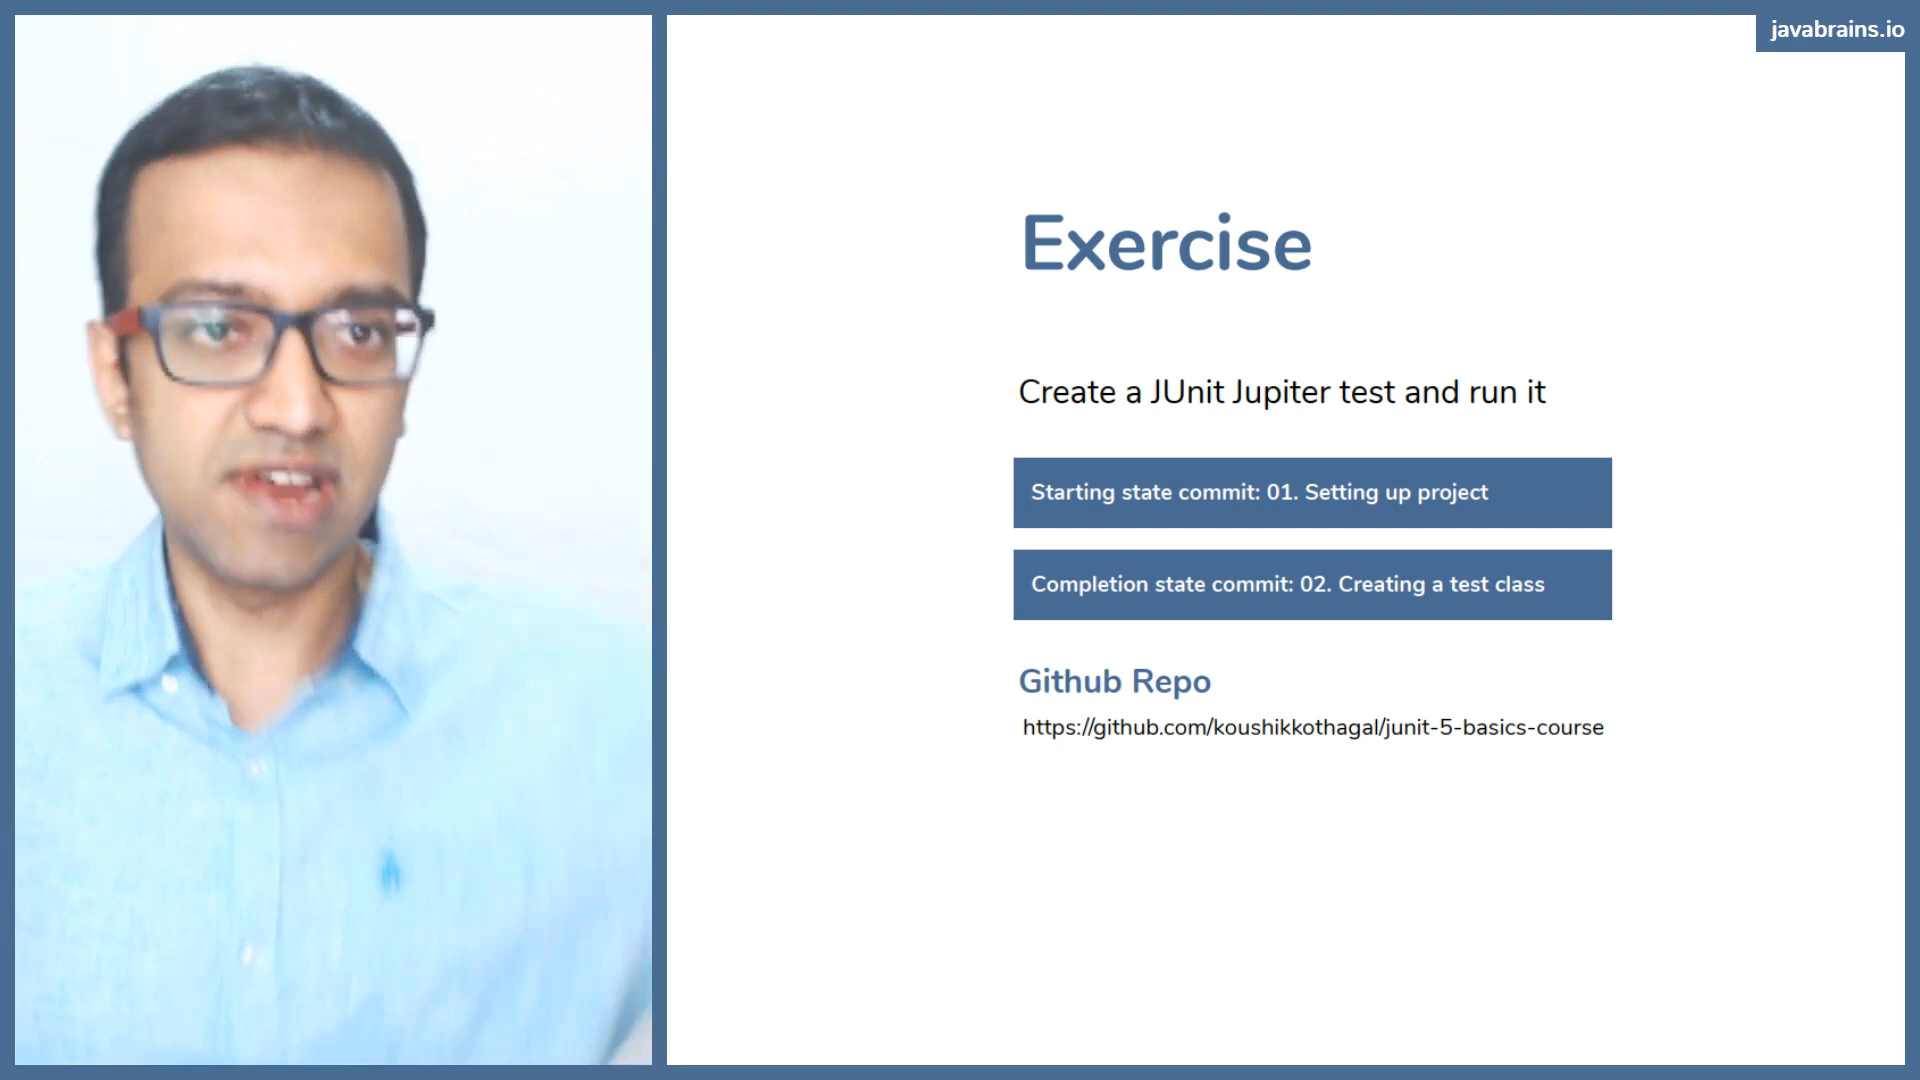 javabrains.io
Exercise
Create a JUnit Jupiter test and run it
Starting state commit: 01. Setting up project
Completion state commit: 02. Creating a test class
Github Repo
https://github.com/koushikkothagal/junit-5-basics-course